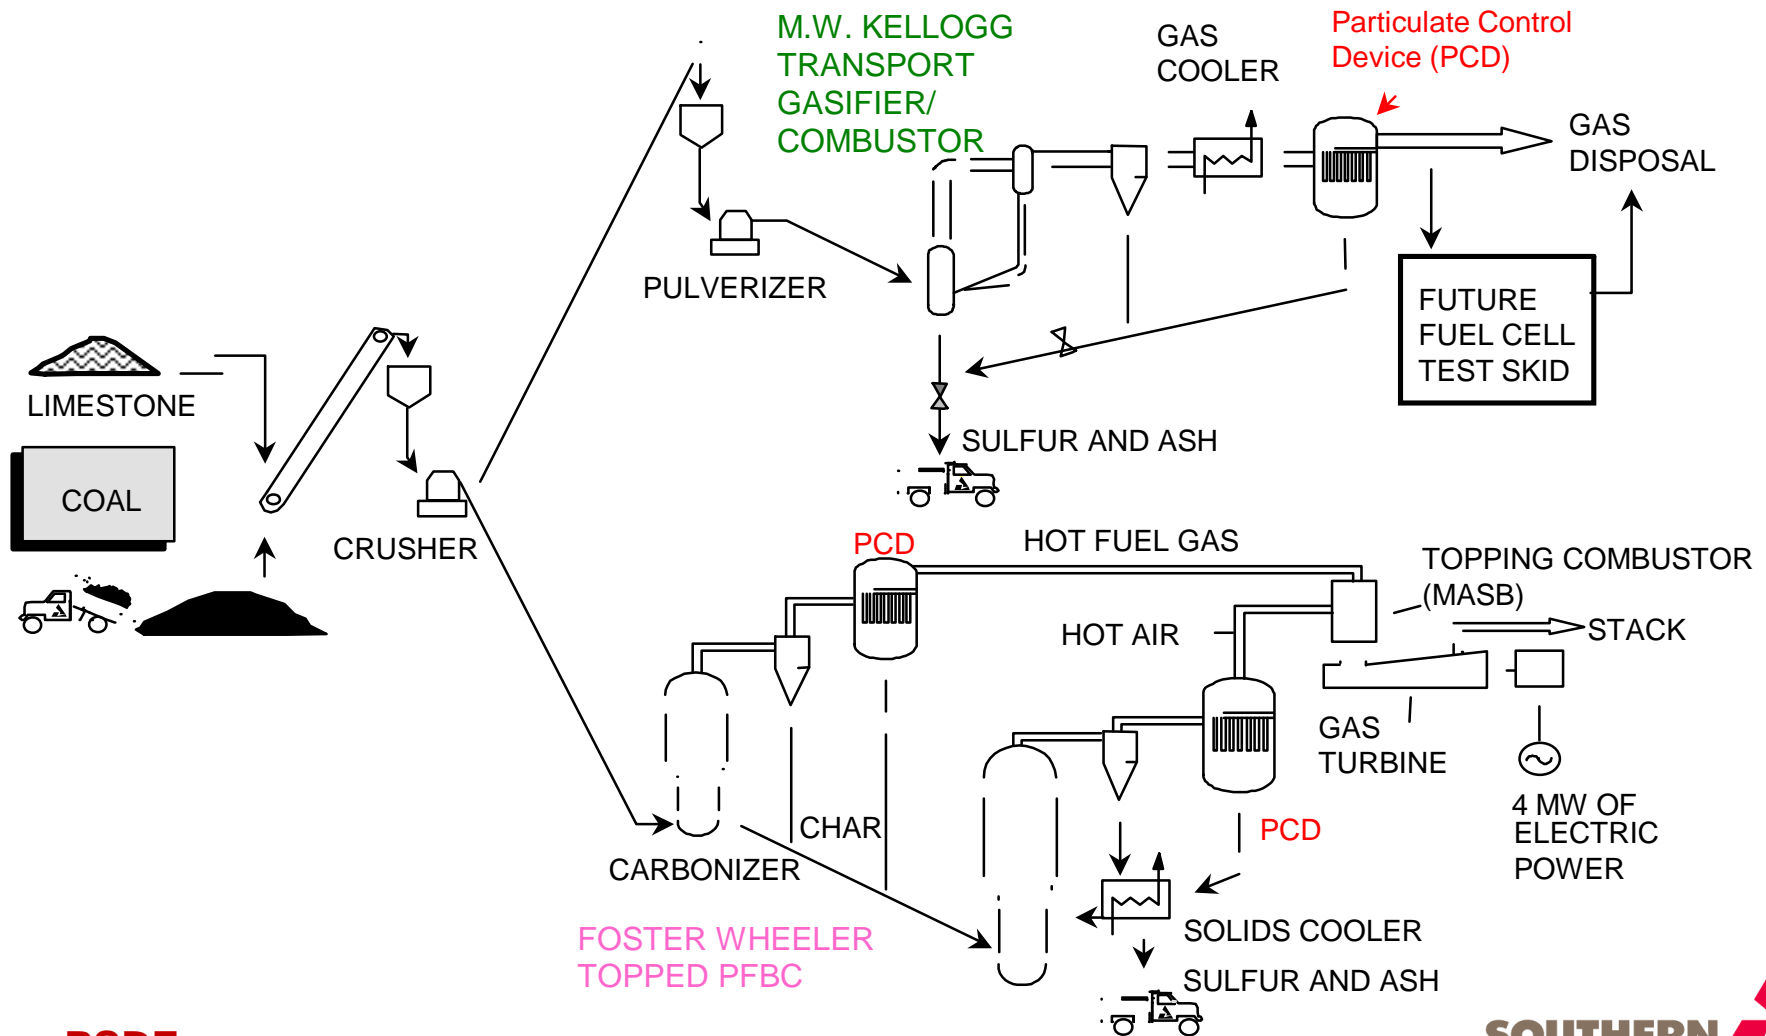 M.W. KELLOGG
TRANSPORT
GASIFIER/
COMBUSTOR
GAS
COOLER
Particulate Control
Device (PCD)
GAS
DISPOSAL
PULVERIZER
FUTURE
FUEL CELL
TEST SKID
LIMESTONE
COAL
CRUSHER
SULFUR AND ASH
PCD
HOT FUEL GAS
TOPPING COMBUSTOR
(MASB)
HOT AIR
STACK
GAS
TURBINE
4 MW OF
ELECTRIC
POWER
CHAR
PCD
CARBONIZER
FOSTER WHEELER
TOPPED PFBC
SOLIDS COOLER
SULFUR AND ASH
SOUTHERN